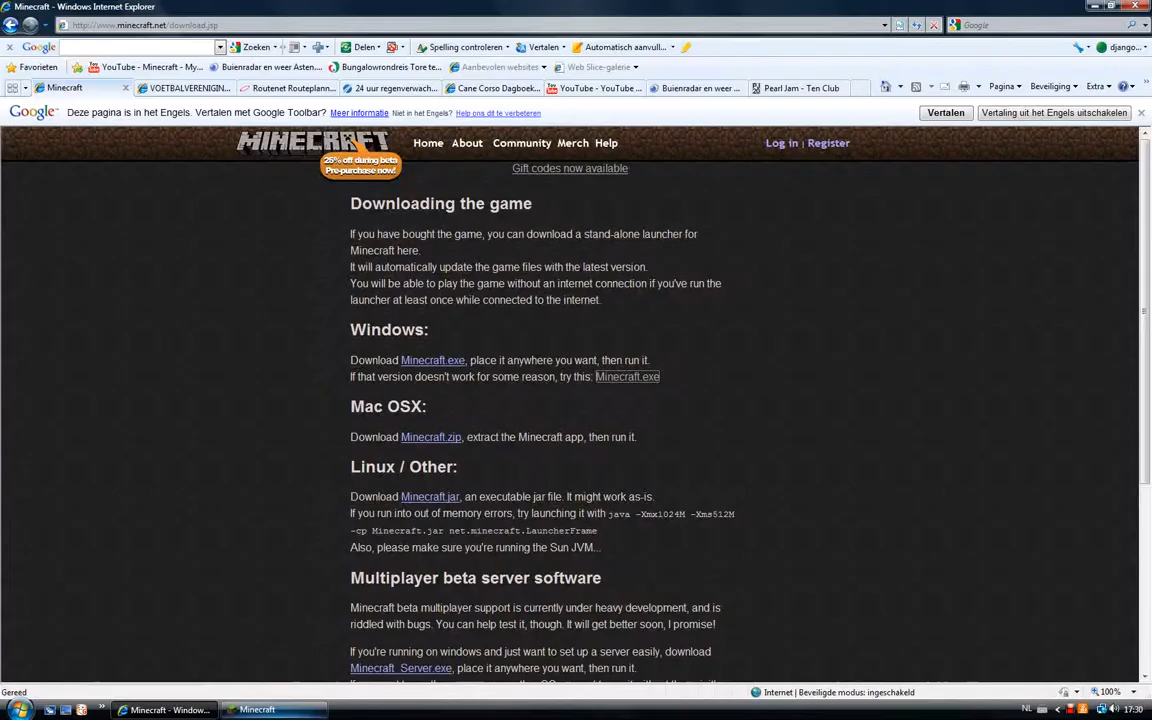 Minecraft - Windows Internet Explorer
http://www.minecraft.net/download.jsp
Google
x Google Zoeken Delen Spelling controleren Vertalen Automatisch aanvull... django...
Favorieten YouTube - Minecraft - My... Buienradar en weer Asten... Bungalowrondreis Tore te... Aanbevolen websites Web Slice-galerie
Minecraft x VOETBALVERENIGIN... Routenet Routeplann... 24 uur regenverwach... Cane Corso Dagboek... YouTube - YouTube ... Buienradar en weer ... Pearl Jam - Ten Club Pagina Beveiliging Extra
Google Deze pagina is in het Engels. Vertalen met Google Toolbar? Meer informatie Niet in het Engels? Help ons dit te verbeteren Vertalen Vertaling uit het Engels uitschakelen x
MINECRAFT Home About Community Merch Help Log in | Register
25% off during beta
Pre-purchase now!
Gift codes now available
Downloading the game
If you have bought the game, you can download a stand-alone launcher for
Minecraft here.
It will automatically update the game files with the latest version.
You will be able to play the game without an internet connection if you've run the
launcher at least once while connected to the internet.
Windows:
Download Minecraft.exe, place it anywhere you want, then run it.
If that version doesn't work for some reason, try this: Minecraft.exe
Mac OSX:
Download Minecraft.zip, extract the Minecraft app, then run it.
Linux / Other:
Download Minecraft.jar, an executable jar file. It might work as-is.
If you run into out of memory errors, try launching it with java -Xmx1024M -Xms512M
-cp Minecraft.jar net.minecraft.LauncherFrame
Also, please make sure you're running the Sun JVM...
Multiplayer beta server software
Minecraft beta multiplayer support is currently under heavy development, and is
riddled with bugs. You can help test it, though. It will get better soon, I promise!
If you're running on windows and just want to set up a server easily, download
Minecraft_Server.exe, place it anywhere you want, then run it.
Gereed Internet | Beveiligde modus: ingeschakeld 100%
Minecraft - Window... Minecraft NL 17:30